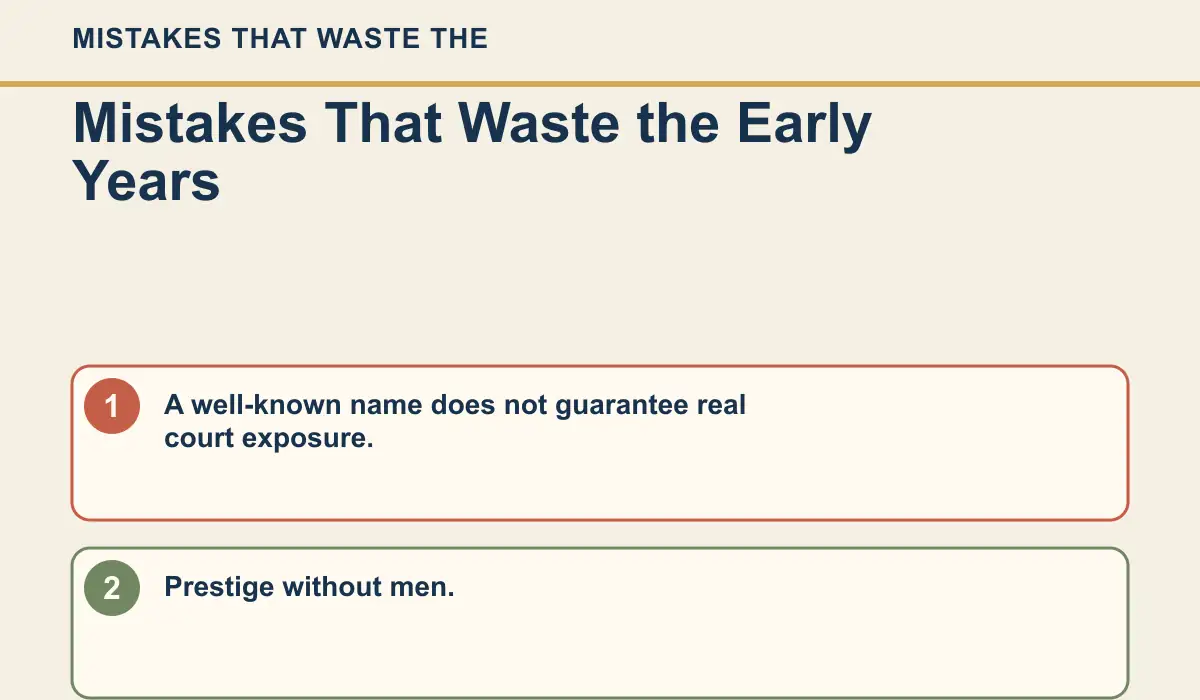 MISTAKES THAT WASTE THE
Mistakes That Waste the Early
Years
1
A well-known name does not guarantee real
court exposure.
2
Prestige without men.